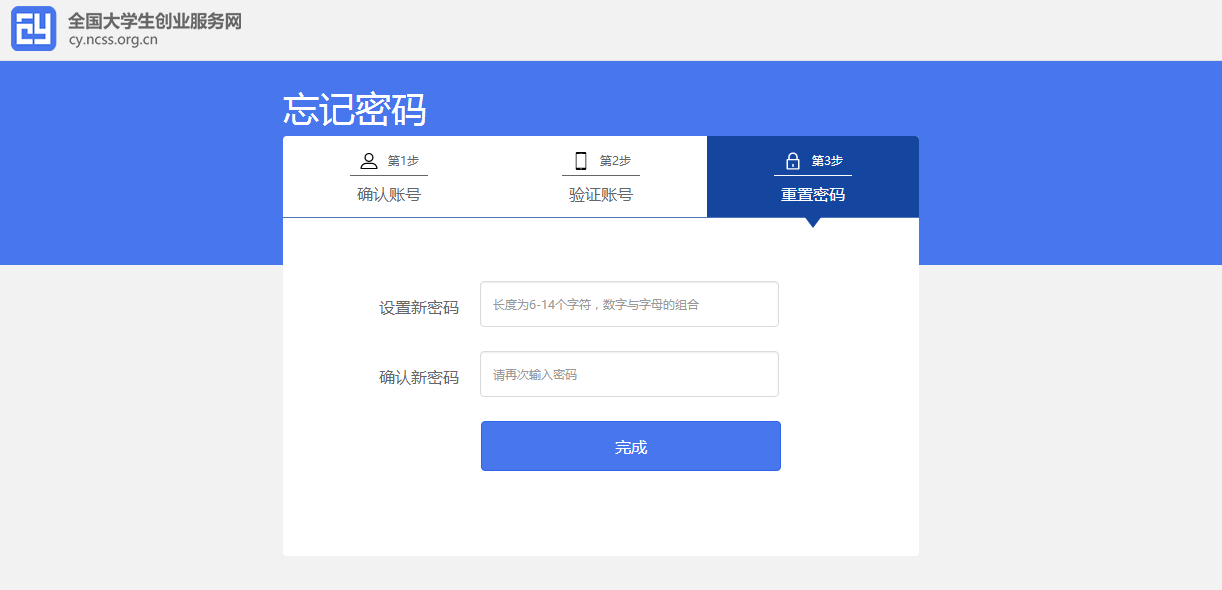 全国大学生创业服务网
cy.ncss.org.cn
忘记密码
第1步
确认账号
第2步
验证账号
第3步
重置密码
设置新密码
长度为6-14个字符，数字与字母的组合
确认新密码
请再次输入密码
完成